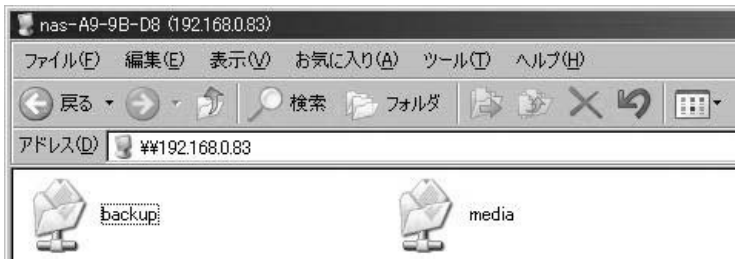 nas-A9-9B-D8 (192.168.0.83)
ファイル(F) 編集(E) 表示(V) お気に入り(A) ツール(T) ヘルプ(H)
戻る 検索 フォルダ
アドレス(D) ¥¥192.168.0.83
backup media